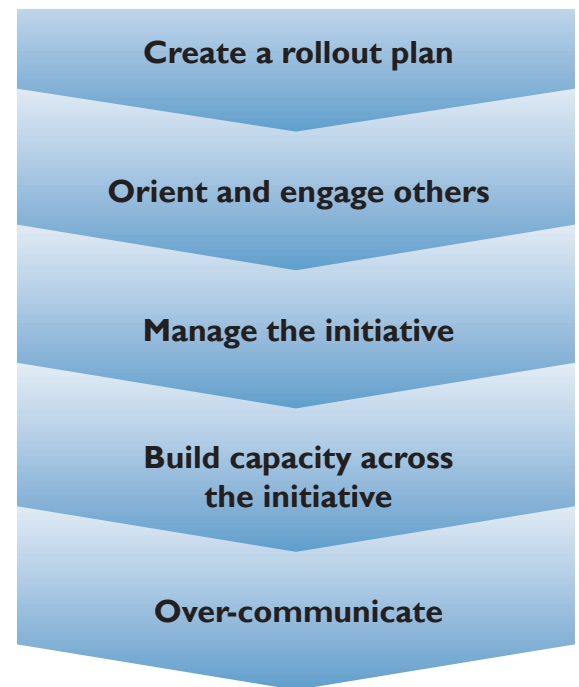 Create a rollout plan
Orient and engage others
Manage the initiative
Build capacity across
the initiative
Over-communicate